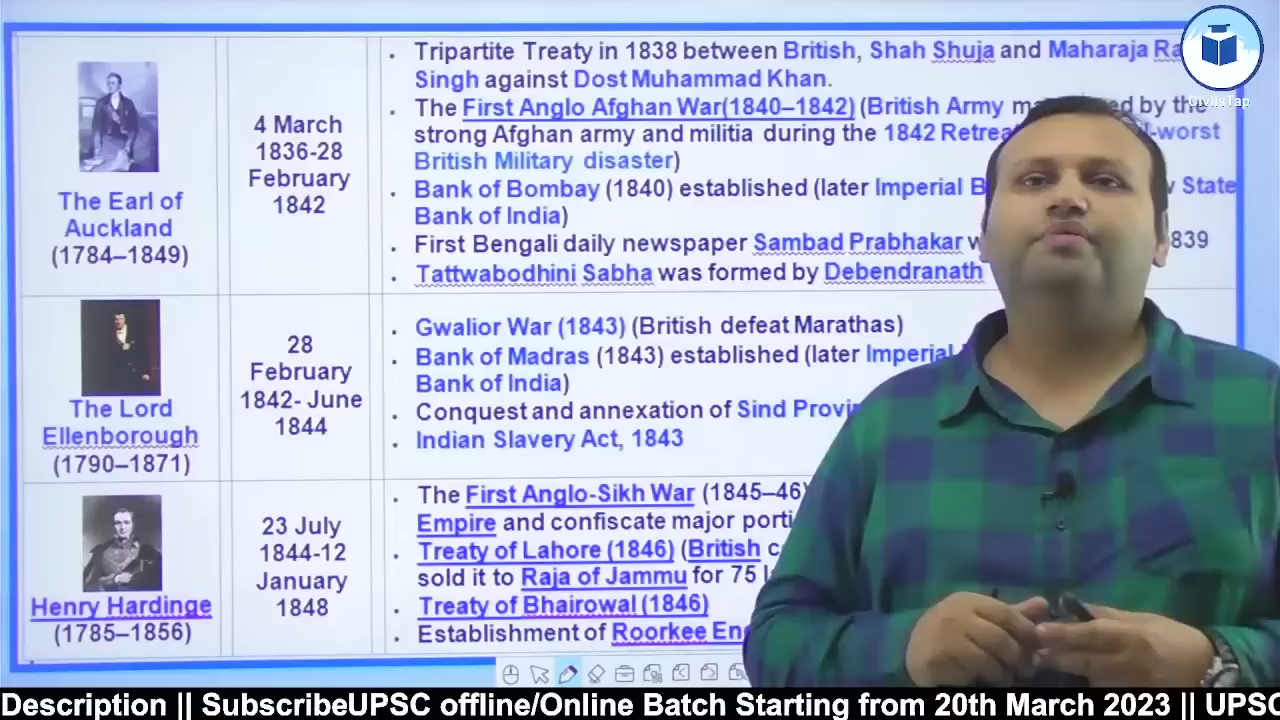 Tripartite Treaty in 1838 between British, Shah Shuja and Maharaja
Singh against Dost Muhammad Khan.
The First Anglo Afghan War(1840–1842) (British Army by the
strong Afghan army and militia during the 1842 -worst
British Military disaster)
Bank of Bombay (1840) established (later Imperial State
Bank of India)
First Bengali daily newspaper Sambad Prabhakar
Tattwabodhini Sabha was formed by Debendranath
The Earl of
Auckland
(1784–1849)
4 March
1836-28
February
1842
Gwalior War (1843) (British defeat Marathas)
Bank of Madras (1843) established (later Imperial
Bank of India)
Conquest and annexation of Sind
Indian Slavery Act, 1843
The Lord
Ellenborough
(1790–1871)
28
February
1842- June
1844
The First Anglo-Sikh War (1845–46)
Empire and confiscate major
Treaty of Lahore (1846) (British
sold it to Raja of Jammu for 75
Treaty of Bhairowal (1846)
Establishment of Roorkee
Henry Hardinge
(1785–1856)
23 July
1844-12
January
1848
CivilsTap
Description || SubscribeUPSC offline/Online Batch Starting from 20th March 2023 ||